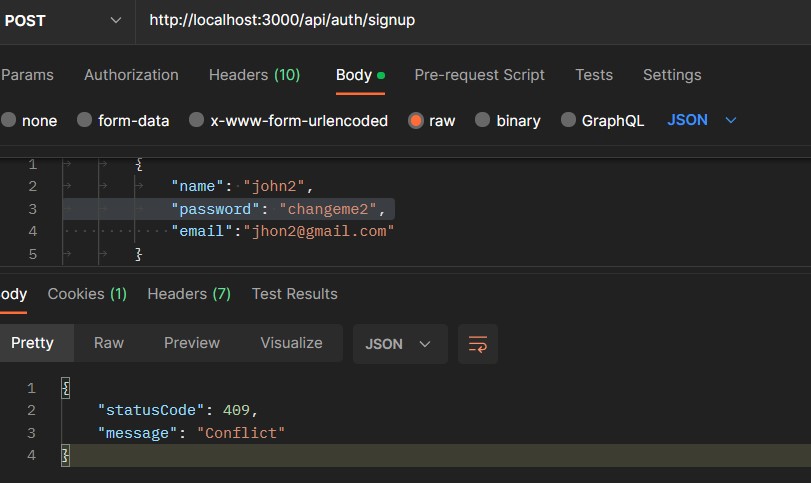 POST http://localhost:3000/api/auth/signup
Params Authorization Headers (10) Body Pre-request Script Tests Settings
none form-data x-www-form-urlencoded raw binary GraphQL JSON
1 {
2 "name": "john2",
3 "password": "changeme2",
4 "email":"jhon2@gmail.com"
5 }
ody Cookies (1) Headers (7) Test Results
Pretty Raw Preview Visualize JSON
1 {
2 "statusCode": 409,
3 "message": "Conflict"
4 }